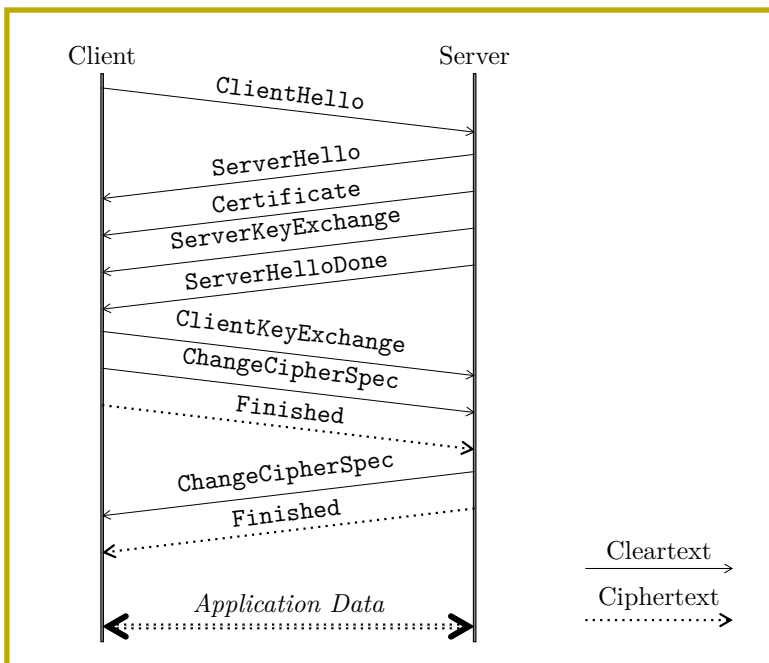 Client
Server
ClientHello
ServerHello
Certificate
ServerKeyExchange
ServerHelloDone
ClientKeyExchange
ChangeCipherSpec
Finished
ChangeCipherSpec
Finished
Application Data
Cleartext
Ciphertext